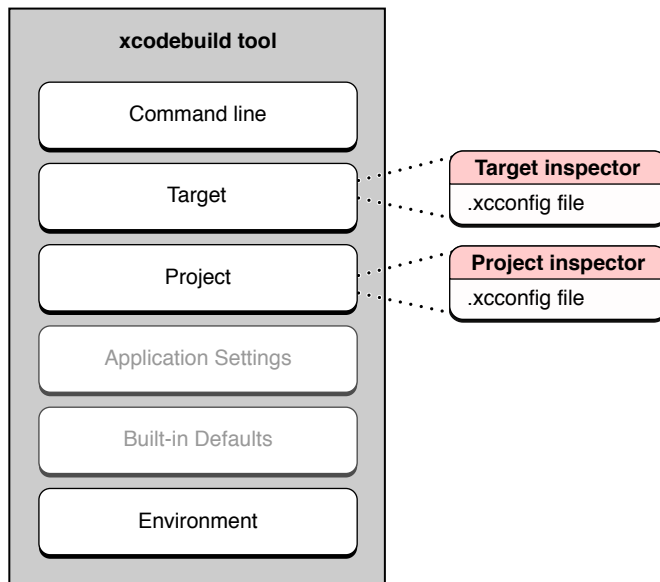 xcodebuild tool
Command line
Target
Target inspector
.xcconfig file
Project
Project inspector
.xcconfig file
Application Settings
Built-in Defaults
Environment